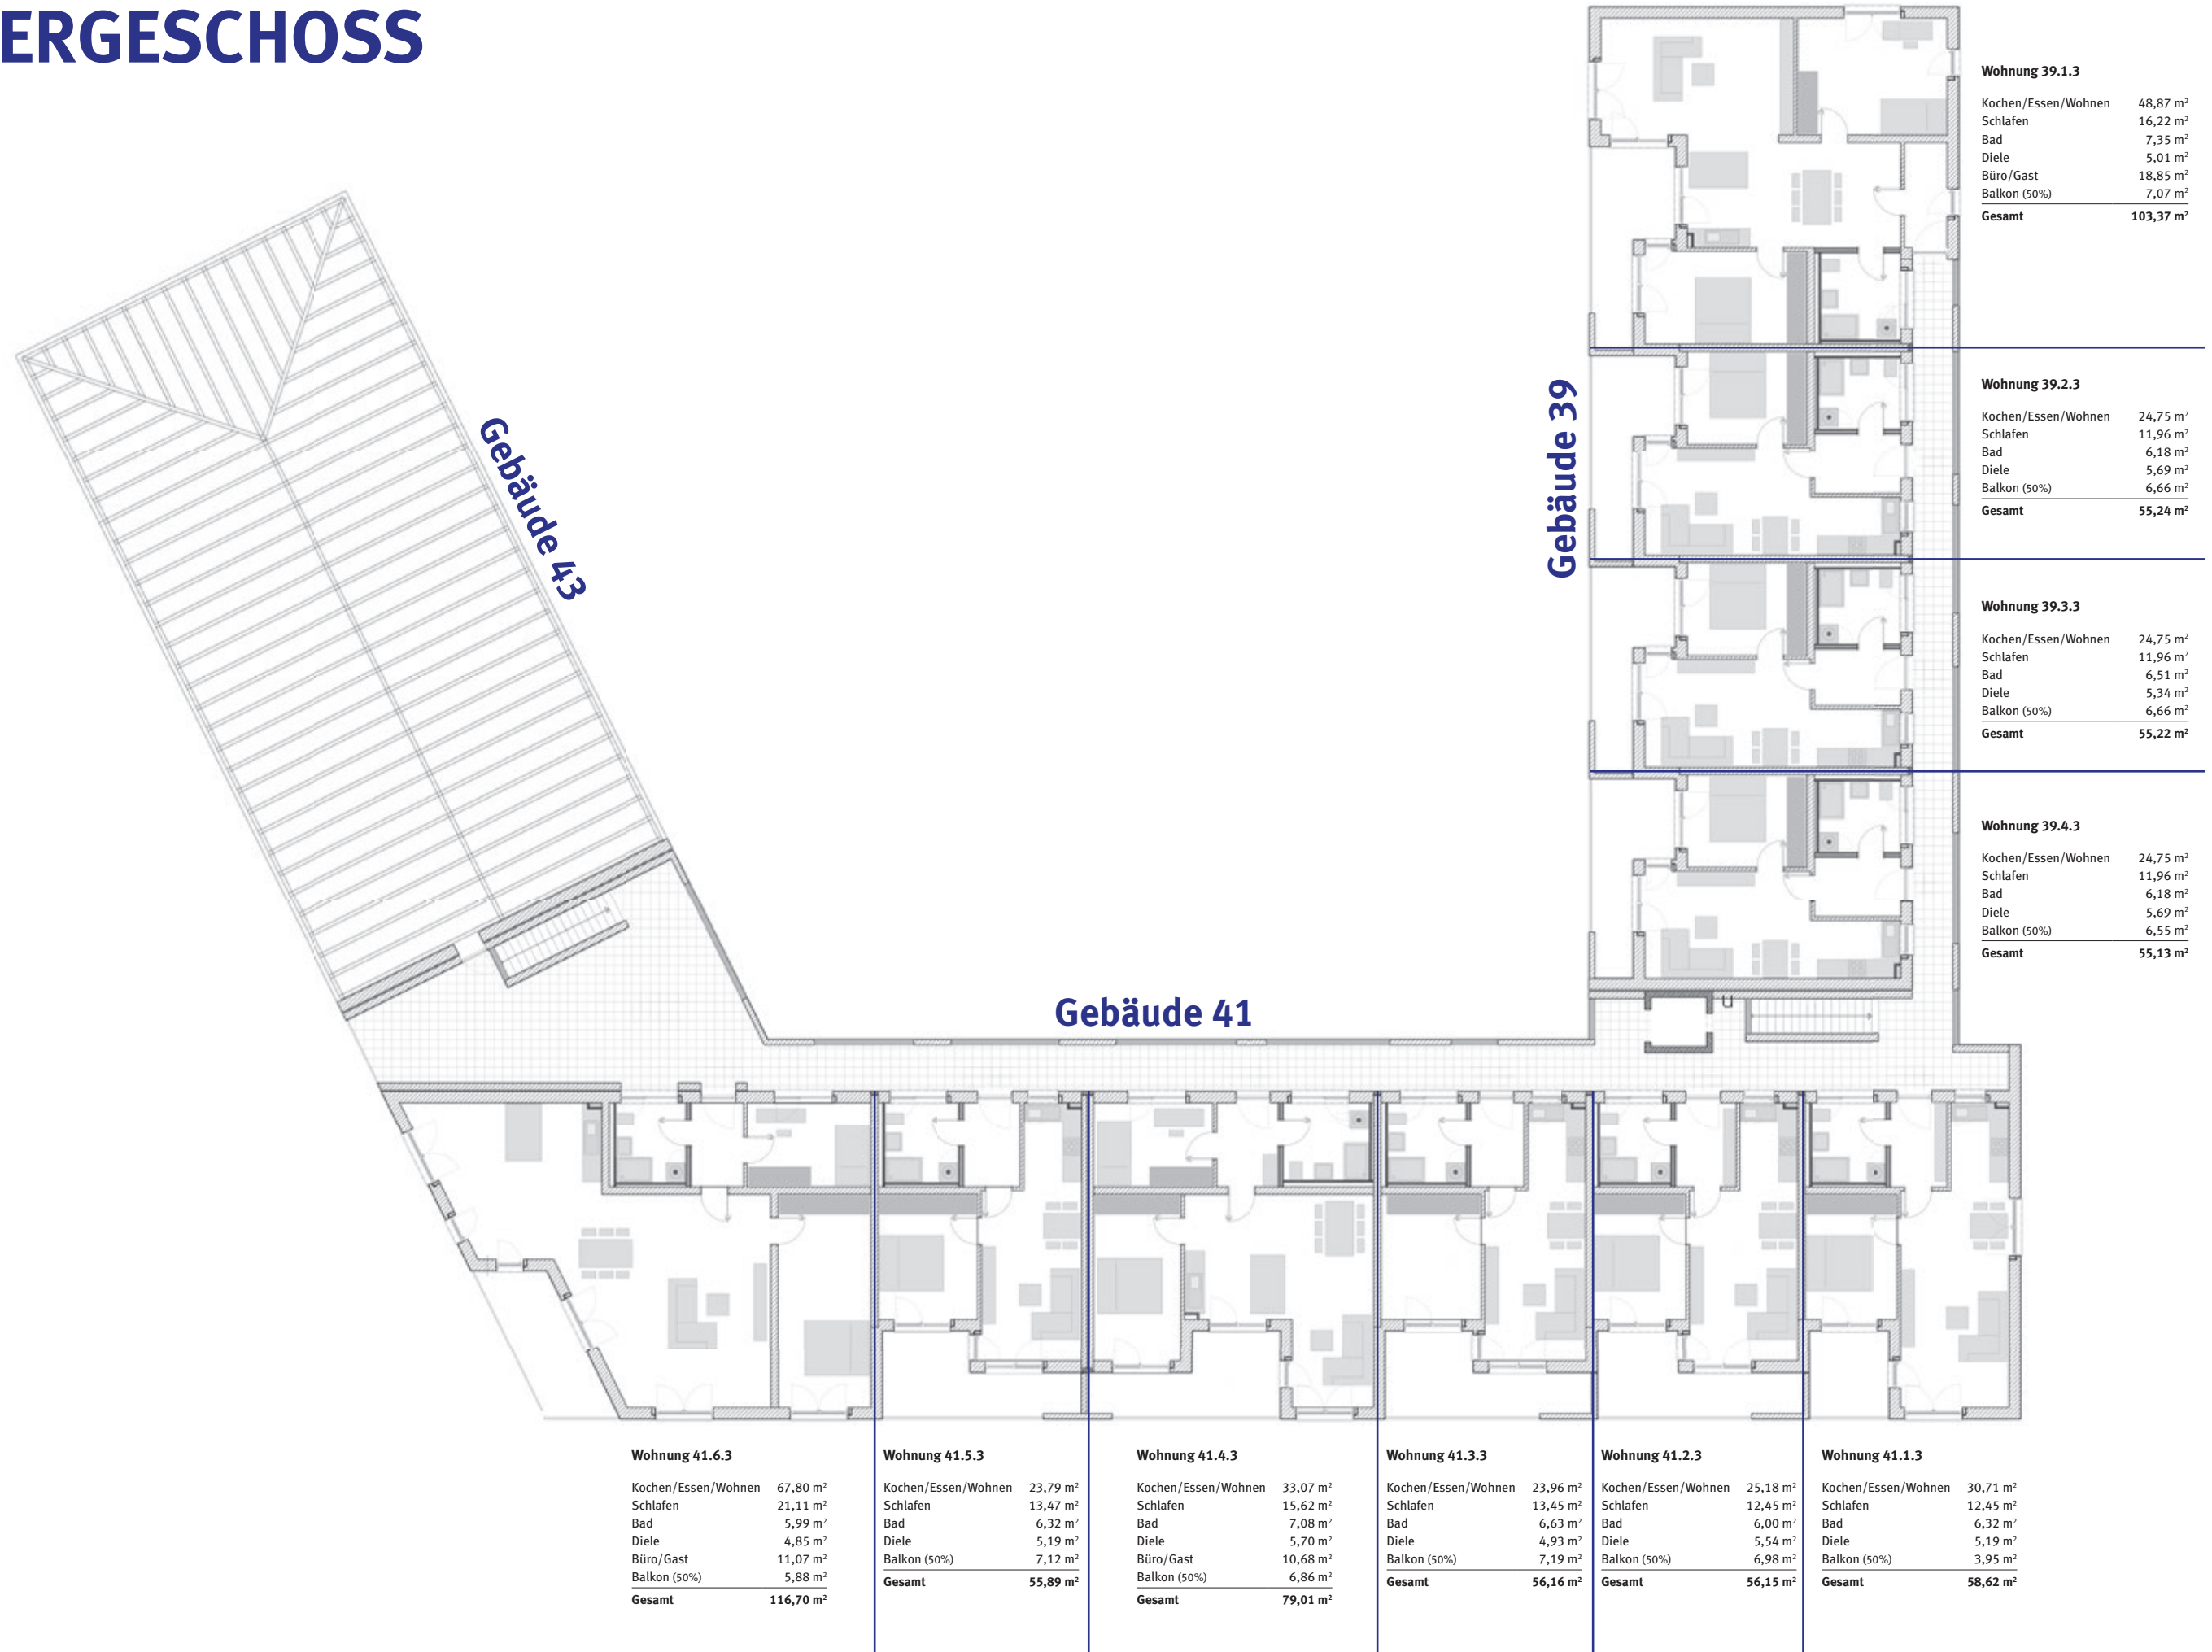 ERGESCHOSS
Wohnung 39.1.3
Kochen/Essen/Wohnen 48,87 m²
Schlafen 16,22 m²
Bad 7,35 m²
Diele 5,01 m²
Büro/Gast 18,85 m²
Balkon (50%) 7,07 m²
Gesamt 103,37 m²
Wohnung 39.2.3
Kochen/Essen/Wohnen 24,75 m²
Schlafen 11,96 m²
Bad 6,18 m²
Diele 5,69 m²
Balkon (50%) 6,66 m²
Gesamt 55,24 m²
Gebäude 39
Gebäude 43
Wohnung 39.3.3
Kochen/Essen/Wohnen 24,75 m²
Schlafen 11,96 m²
Bad 6,51 m²
Diele 5,34 m²
Balkon (50%) 6,66 m²
Gesamt 55,22 m²
Wohnung 39.4.3
Kochen/Essen/Wohnen 24,75 m²
Schlafen 11,96 m²
Bad 6,18 m²
Diele 5,69 m²
Balkon (50%) 6,55 m²
Gesamt 55,13 m²
Gebäude 41
Wohnung 41.6.3
Kochen/Essen/Wohnen 67,80 m²
Schlafen 21,11 m²
Bad 5,99 m²
Diele 4,85 m²
Büro/Gast 11,07 m²
Balkon (50%) 5,88 m²
Gesamt 116,70 m²
Wohnung 41.5.3
Kochen/Essen/Wohnen 23,79 m²
Schlafen 13,47 m²
Bad 6,32 m²
Diele 5,19 m²
Balkon (50%) 7,12 m²
Gesamt 55,89 m²
Wohnung 41.4.3
Kochen/Essen/Wohnen 33,07 m²
Schlafen 15,62 m²
Bad 7,08 m²
Diele 5,70 m²
Büro/Gast 10,68 m²
Balkon (50%) 6,86 m²
Gesamt 79,01 m²
Wohnung 41.3.3
Kochen/Essen/Wohnen 23,96 m²
Schlafen 13,45 m²
Bad 6,63 m²
Diele 4,93 m²
Balkon (50%) 7,19 m²
Gesamt 56,16 m²
Wohnung 41.2.3
Kochen/Essen/Wohnen 25,18 m²
Schlafen 12,45 m²
Bad 6,00 m²
Diele 5,54 m²
Balkon (50%) 6,98 m²
Gesamt 56,15 m²
Wohnung 41.1.3
Kochen/Essen/Wohnen 30,71 m²
Schlafen 12,45 m²
Bad 6,32 m²
Diele 5,19 m²
Balkon (50%) 3,95 m²
Gesamt 58,62 m²